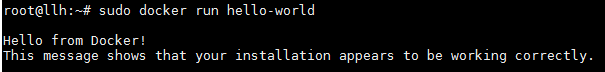 root@llh:~# sudo docker run hello-world
Hello from Docker!
This message shows that your installation appears to be working correctly.